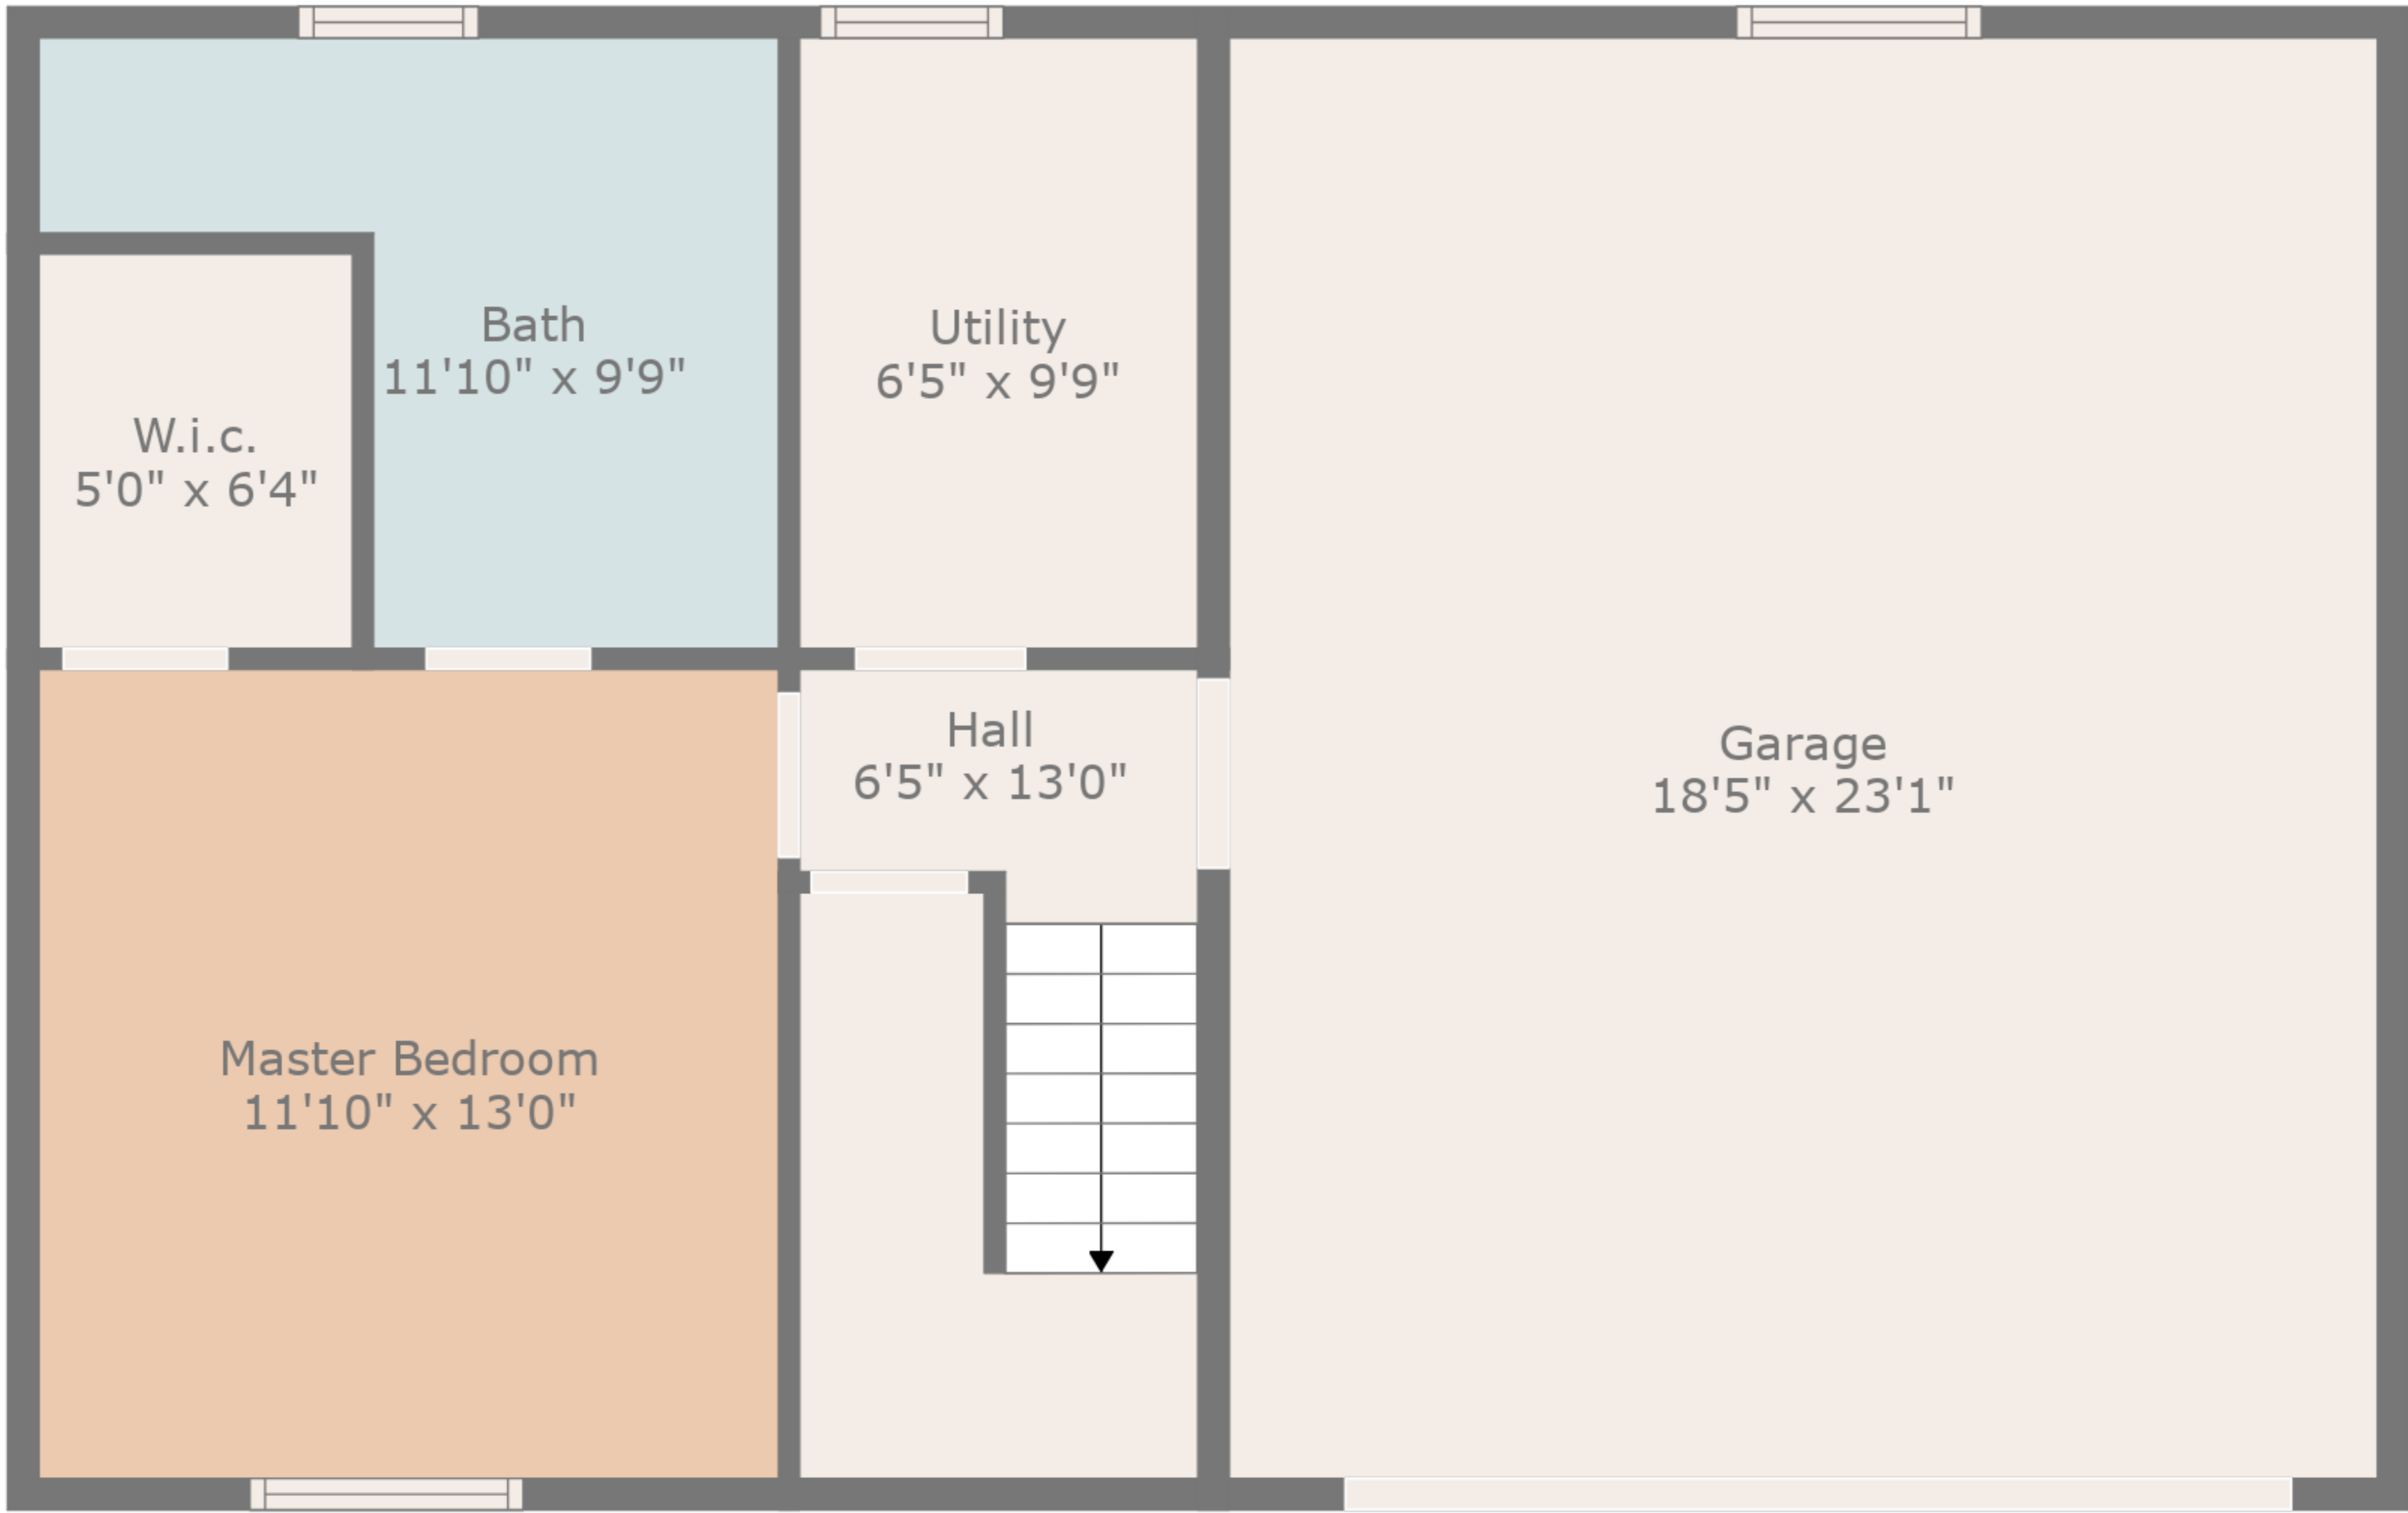 Bath
11'10" x 9'9"
Utility
6'5" x 9'9"
W.i.c.
5'0" x 6'4"
Hall
6'5" x 13'0"
Garage
18'5" x 23'1"
Master Bedroom
11'10" x 13'0"